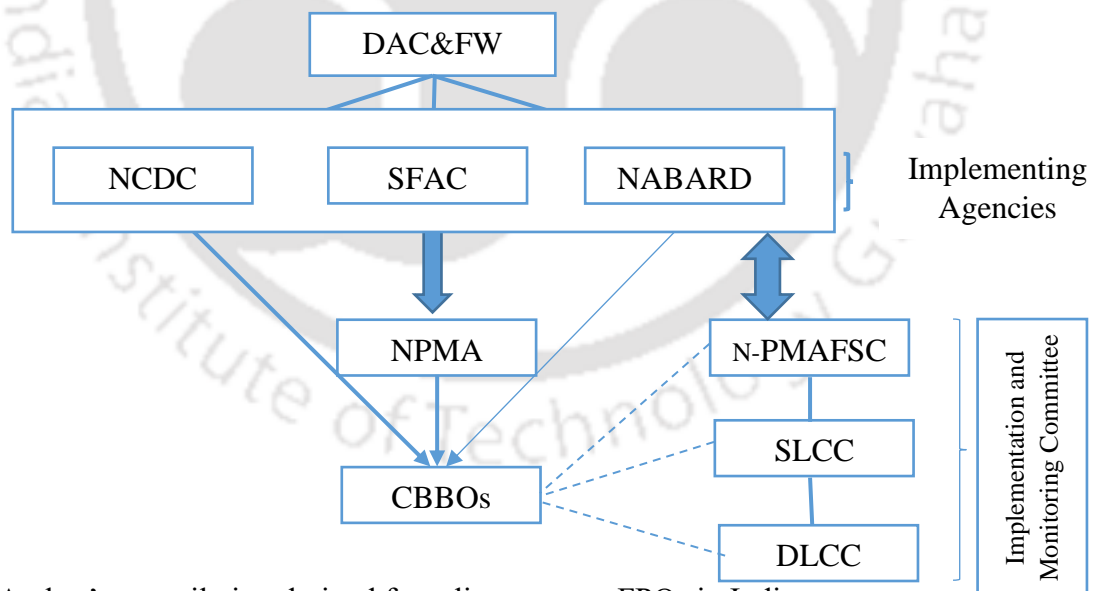 DAC&FW
NCDC
SFAC
NABARD
Implementing
Agencies
NPMA
N-PMAFSC
Implementation and
Monitoring Committee
SLCC
CBBOs
DLCC